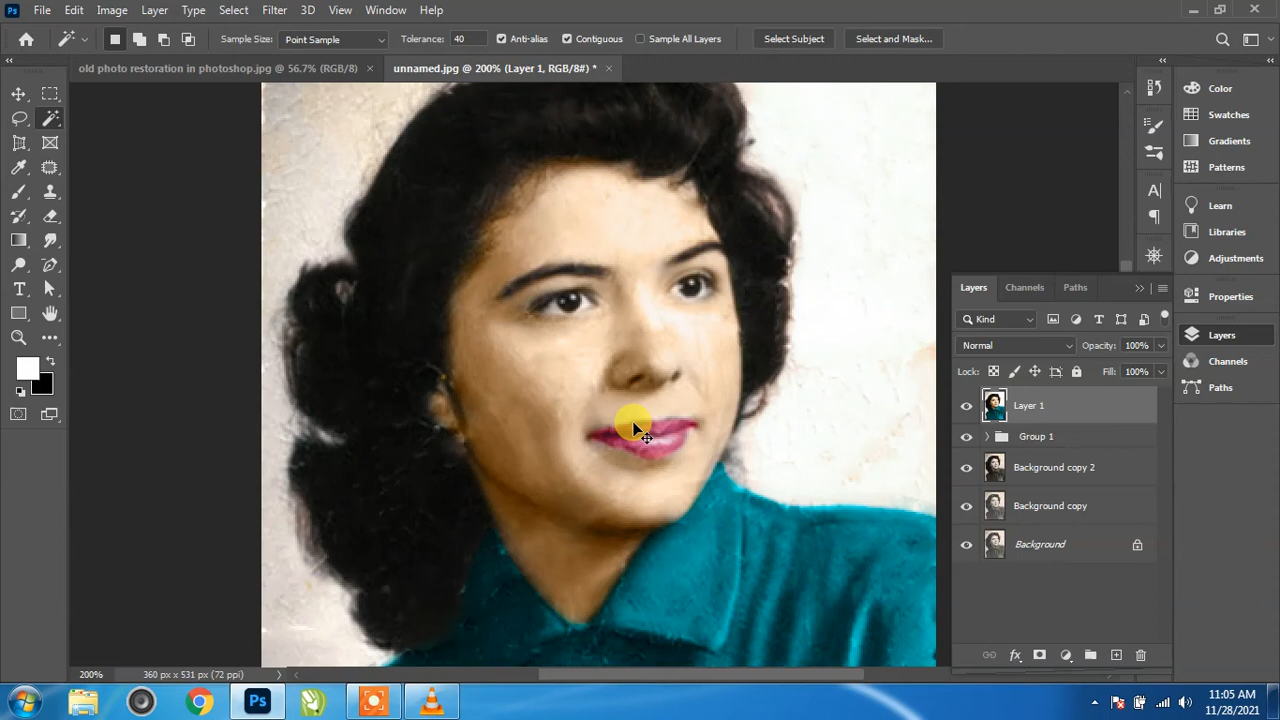 Ps File Edit Image Layer Type Select Filter 3D View Window Help
Sample Size: Point Sample Tolerance: 40 Anti-alias Contiguous Sample All Layers Select Subject Select and Mask...
old photo restoration in photoshop.jpg @ 56.7% (RGB/8) × unnamed.jpg @ 200% (Layer 1, RGB/8#) * ×
Color
Swatches
Gradients
Patterns
Learn
Libraries
Adjustments
Properties
Layers
Channels
Paths
Layers Channels Paths
Kind
Normal Opacity: 100%
Lock: Fill: 100%
Layer 1
Group 1
Background copy 2
Background copy
Background
fx
200% 360 px x 531 px (72 ppi)
Ps
11:05 AM
11/28/2021